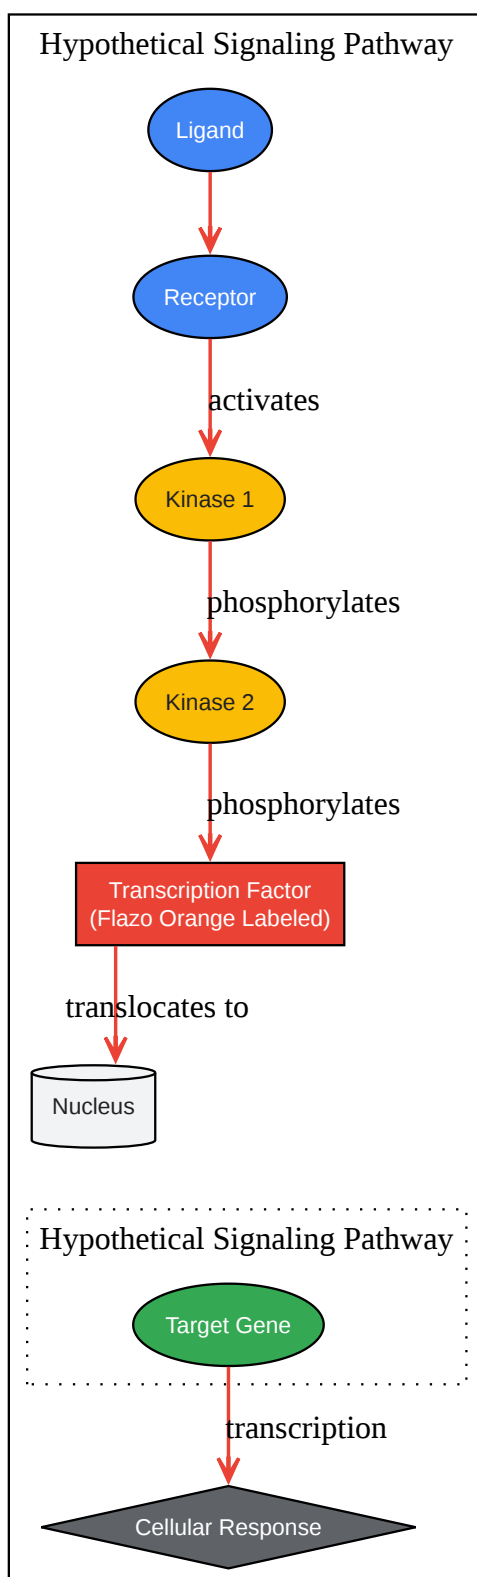 Hypothetical Signaling Pathway
Ligand
Receptor
activates
Kinase 1
phosphorylates
Kinase 2
phosphorylates
Transcription Factor
(Flazo Orange Labeled)
translocates to
Nucleus
Hypothetical Signaling Pathway
Target Gene
transcription
Cellular Response